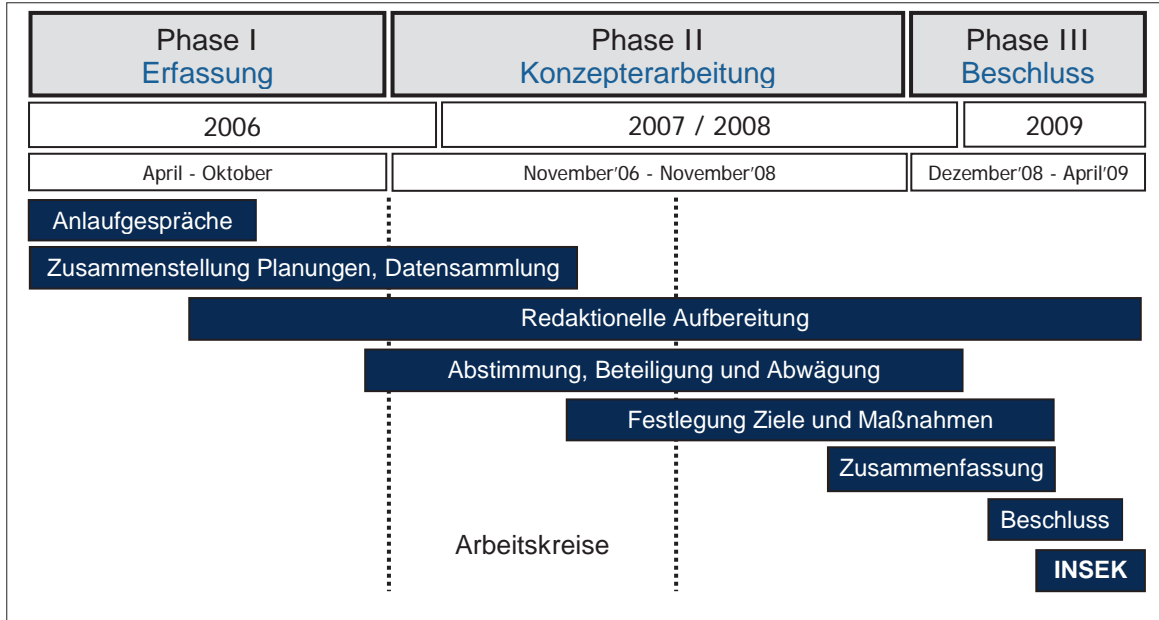 Phase I
Erfassung
Phase II
Konzepterarbeitung
Phase III
Beschluss
2006
2007 / 2008
2009
April - Oktober
November'06 - November'08
Dezember'08 - April'09
Anlaufgespräche
Zusammenstellung Planungen, Datensammlung
Redaktionelle Aufbereitung
Abstimmung, Beteiligung und Abwägung
Festlegung Ziele und Maßnahmen
Zusammenfassung
Beschluss
Arbeitskreise
INSEK